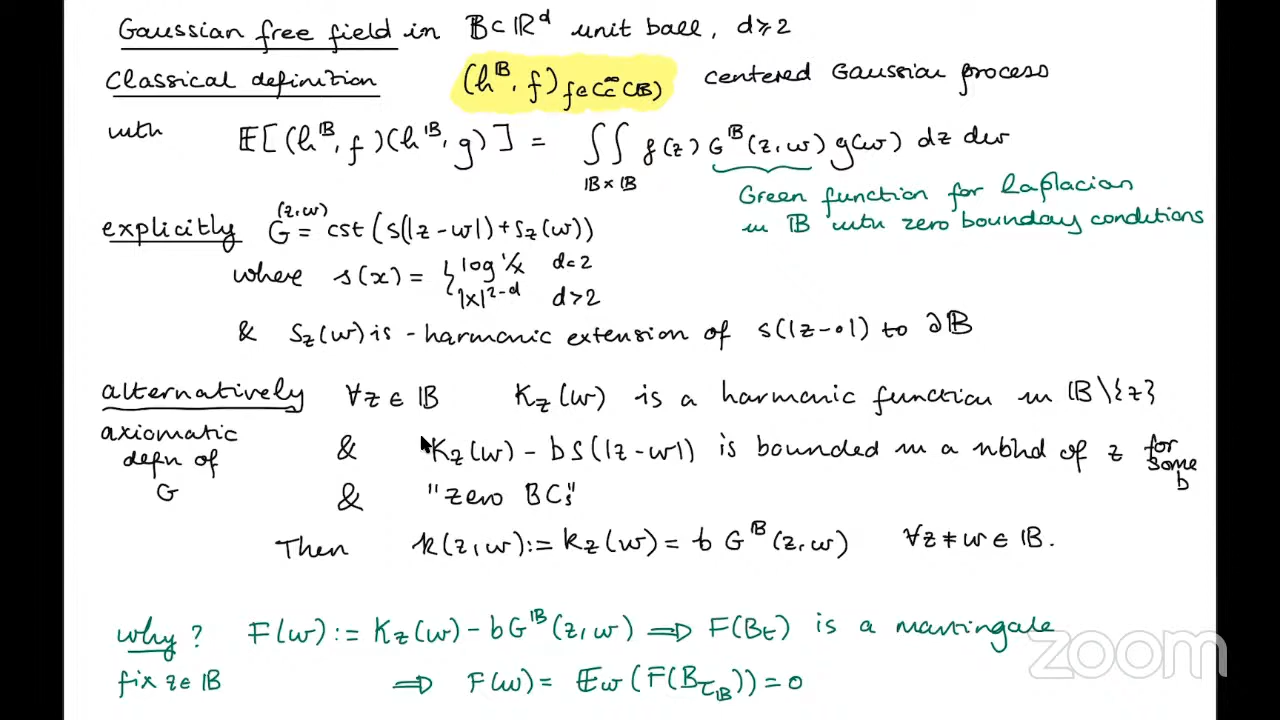 Gaussian free field in 𝔹⊂ℝᵈ unit ball, d⩾2
Classical definition (h^𝔹, f)_{f∈C_c^∞(𝔹)} centered Gaussian process
with 𝔼[(h^𝔹, f)(h^𝔹, g)] = ∫∫_{𝔹×𝔹} f(z) G^𝔹(z,w) g(w) dz dw
Green function for Laplacian
in 𝔹 with zero boundary conditions
explicitly G^{(z,w)} = cst (s(|z-w|)+S_z(w))
where s(x) = { log 1/x d=2
|x|^{2-d} d>2
& S_z(w) is -harmonic extension of s(|z-•|) to ∂𝔹
alternatively ∀z∈𝔹 K_z(w) is a harmonic function in 𝔹\{z}
axiomatic defn of G
& K_z(w) - b s(|z-w|) is bounded in a nbhd of z for some b
& "zero BCs"
Then k(z,w) := k_z(w) = b G^𝔹(z,w) ∀z≠w∈𝔹.
why? F(w) := K_z(w) - bG^𝔹(z,w) ⟹ F(B_t) is a martingale
fix z∈𝔹 ⟹ F(w) = 𝔼_w(F(B_{τ_𝔹})) = 0
zoom